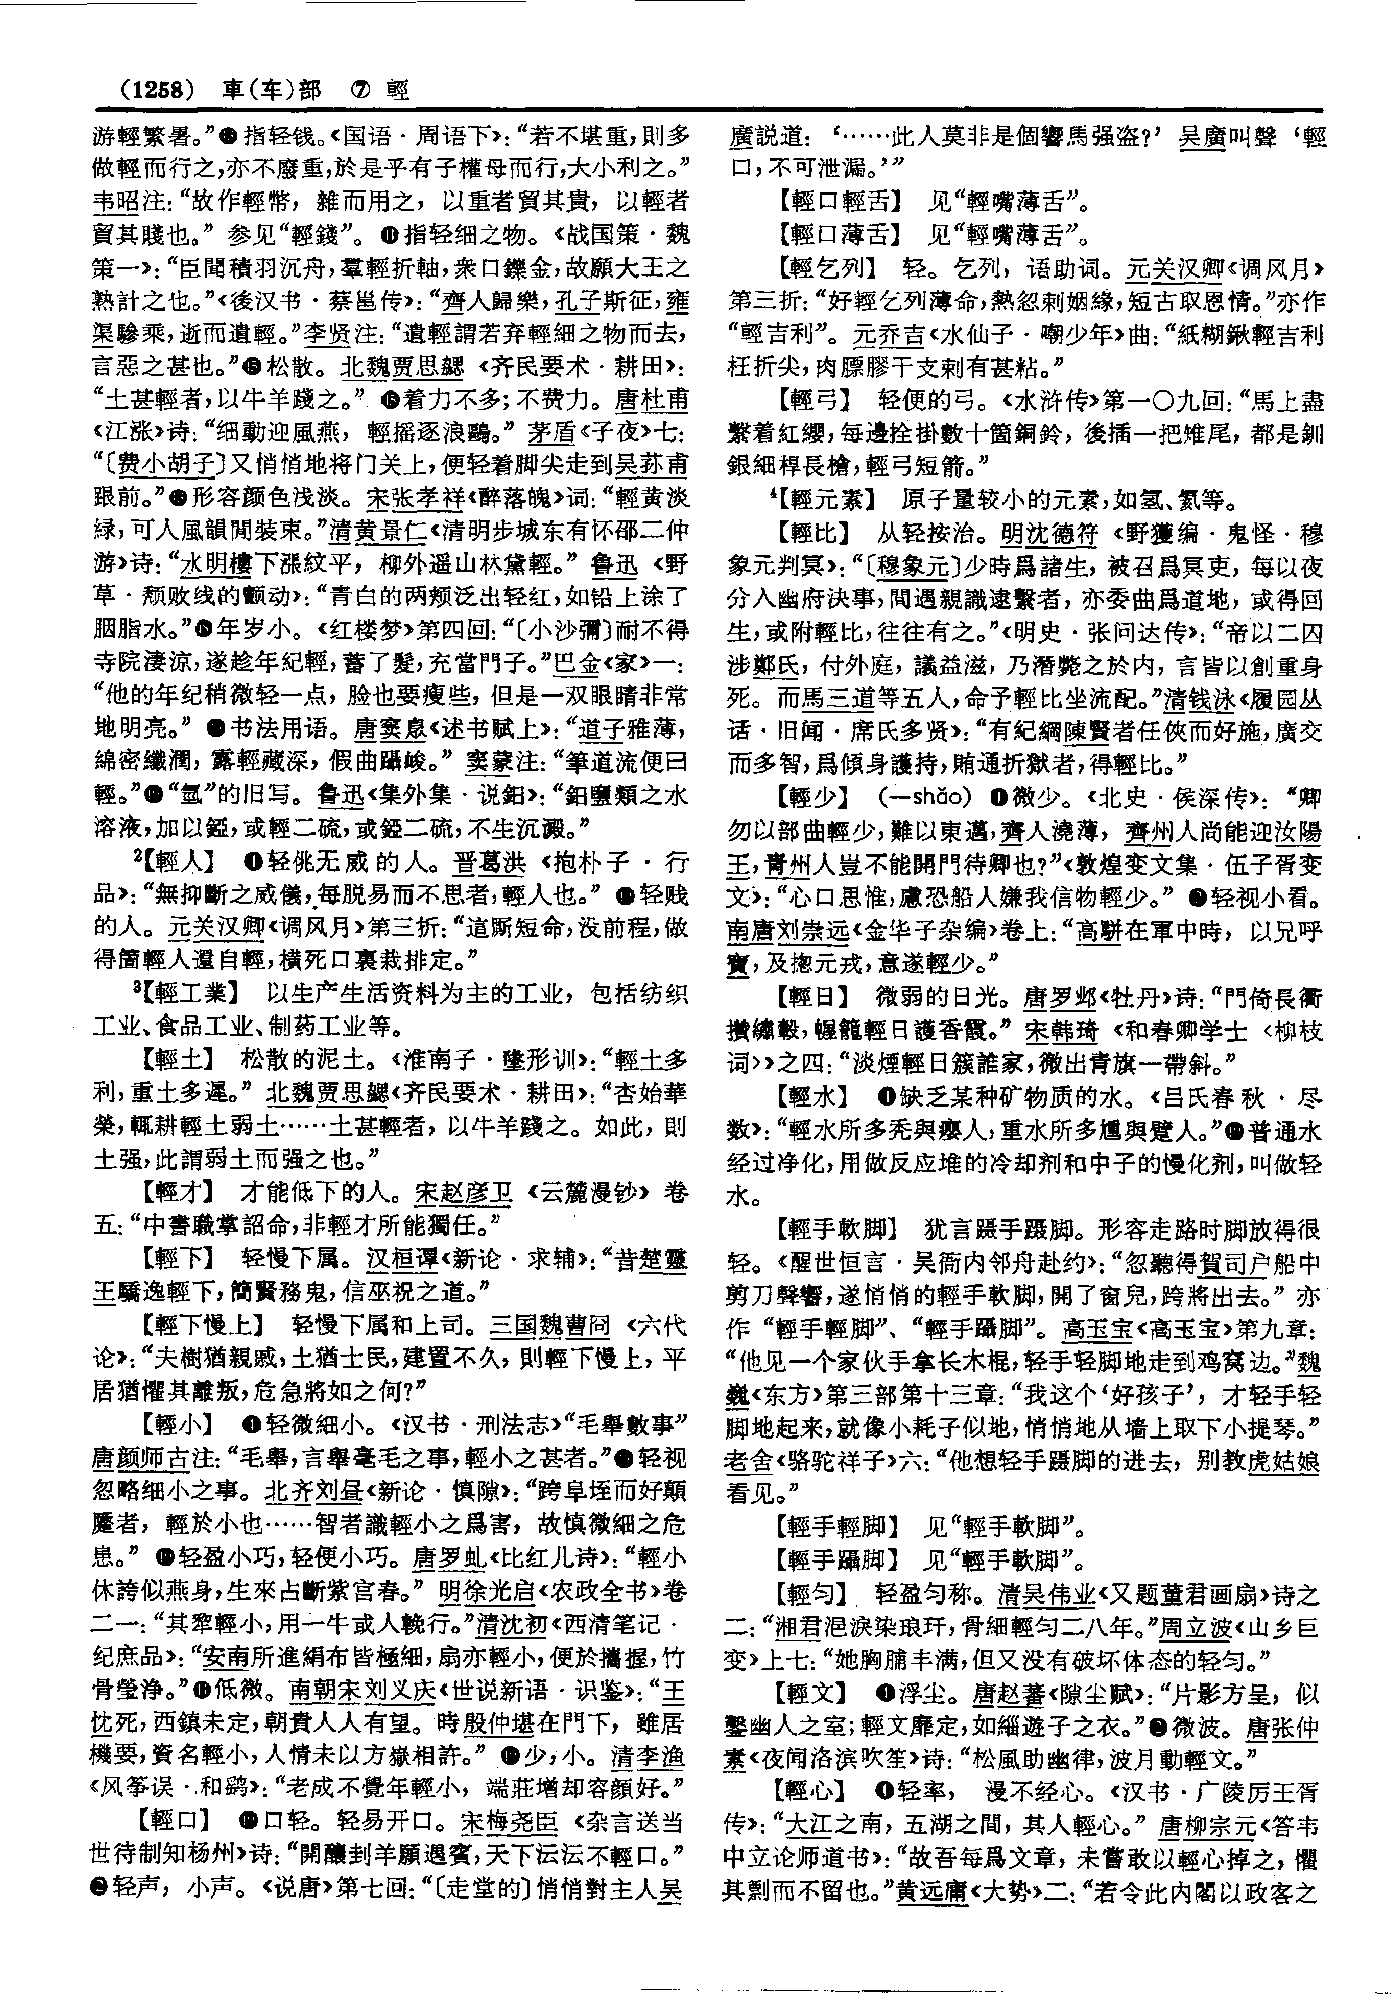 (1258) 車(车)部 ⑦ 輕
游輕繁暑。”⓭指轻钱。《国语·周语下》：“若不堪重，則多
做輕而行之，亦不廢重，於是乎有子權母而行，大小利之。”
韦昭注：“故作輕幣，雜而用之，以重者貿其貴，以輕者
貿其賤也。”参见“輕錢”。⓮指轻细之物。《战国策·魏
策一》：“臣聞積羽沉舟，羣輕折軸，衆口鑠金，故願大王之
熟計之也。”《後汉书·蔡邕传》：“齊人歸樂，孔子斯征，雍
渠驂乘，逝而遺輕。”李贤注：“遺輕謂若弃輕細之物而去，
言惡之甚也。”⓯松散。北魏贾思勰《齐民要术·耕田》：
“土甚輕者，以牛羊踐之。”⓰着力不多；不费力。唐杜甫
《江涨》诗：“细動迎風燕，輕摇逐浪鷗。”茅盾《子夜》七：
“〔费小胡子〕又悄悄地将门关上，便轻着脚尖走到吴荪甫
跟前。”⓱形容颜色浅淡。宋张孝祥《醉落魄》词：“輕黄淡
緑，可人風韻閒裝束。”清黄景仁《清明步城东有怀邵二仲
游》诗：“水明樓下漲紋平，柳外遥山林黛輕。”鲁迅《野
草·颓败线的颤动》：“青白的两颊泛出轻红，如铅上涂了
胭脂水。”⓲年岁小。《红楼梦》第四回：“〔小沙彌〕耐不得
寺院淒涼，遂趁年紀輕，蓄了髮，充當門子。”巴金《家》一：
“他的年纪稍微轻一点，脸也要瘦些，但是一双眼睛非常
地明亮。”⓳书法用语。唐窦臮《述书赋上》：“道子雅薄，
綿密纖潤，露輕藏深，假曲躡峻。”窦蒙注：“筆道流便曰
輕。”⓴“氫”的旧写。鲁迅《集外集·说鈤》：“鈤鹽類之水
溶液，加以錏，或輕二硫，或錏二硫，不生沉澱。”
²【輕人】 ❶轻佻无威的人。晋葛洪《抱朴子·行
品》：“無抑斷之威儀，每脱易而不思者，輕人也。”❷轻贱
的人。元关汉卿《调风月》第三折：“這厮短命，没前程，做
得箇輕人還自輕，橫死口裏栽排定。”
³【輕工業】 以生产生活资料为主的工业，包括纺织
工业、食品工业、制药工业等。
【輕土】 松散的泥土。《淮南子·墬形训》：“輕土多
利，重土多遲。”北魏贾思勰《齐民要术·耕田》：“杏始華
榮，輒耕輕土弱土……土甚輕者，以牛羊踐之。如此，則
土强，此謂弱土而强之也。”
【輕才】 才能低下的人。宋赵彦卫《云麓漫钞》卷
五：“中書職掌詔命，非輕才所能獨任。”
【輕下】 轻慢下属。汉桓谭《新论·求辅》：“昔楚靈
王驕逸輕下，簡賢務鬼，信巫祝之道。”
【輕下慢上】 轻慢下属和上司。三国魏曹冏《六代
论》：“夫樹猶親戚，土猶士民，建置不久，則輕下慢上，平
居猶懼其離叛，危急將如之何？”
【輕小】 ❶轻微細小。《汉书·刑法志》“毛舉數事”
唐颜师古注：“毛舉，言舉毫毛之事，輕小之甚者。”❷轻视
忽略细小之事。北齐刘昼《新论·慎隙》：“跨阜垤而好顛
蹷者，輕於小也……智者識輕小之爲害，故慎微細之危
患。”❸轻盈小巧，轻便小巧。唐罗虬《比红儿诗》：“輕小
休誇似燕身，生來占斷紫宫春。”明徐光启《农政全书》卷
二一：“其犂輕小，用一牛或人輓行。”清沈初《西清笔记·
纪庶品》：“安南所進絹布皆極細，扇亦輕小，便於攜握，竹
骨瑩浄。”❹低微。南朝宋刘义庆《世说新语·识鉴》：“王
忱死，西鎮未定，朝貴人人有望。時殷仲堪在門下，雖居
機要，資名輕小，人情未以方嶽相許。”❺少；小。清李渔
《风筝误·和鹞》：“老成不覺年輕小，端莊增却容顔好。”
【輕口】 ❶口轻。轻易开口。宋梅尧臣《杂言送当
世待制知杨州》诗：“開釀封羊願過賓，天下沄沄不輕口。”
❷轻声，小声。《说唐》第七回：“〔走堂的〕悄悄對主人吴
廣説道：‘……此人莫非是個響馬强盗？’吴廣叫聲‘輕
口，不可泄漏。’”
【輕口輕舌】 见“輕嘴薄舌”。
【輕口薄舌】 见“輕嘴薄舌”。
【輕乞列】 轻。乞列，语助词。元关汉卿《调风月》
第三折：“好輕乞列薄命，熱忽剌姻緣，短古取恩情。”亦作
“輕吉利”。元乔吉《水仙子·嘲少年》曲：“紙糊鍬輕吉利
枉折尖，肉膘膠干支剌有甚粘。”
【輕弓】 轻便的弓。《水浒传》第一〇九回：“馬上盡
繫着紅纓，每邊拴掛數十箇銅鈴，後插一把雉尾，都是釧
銀細桿長槍，輕弓短箭。”
⁴【輕元素】 原子量较小的元素，如氢、氦等。
【輕比】 从轻按治。明沈德符《野獲编·鬼怪·穆
象元判冥》：“〔穆象元〕少時爲諸生，被召爲冥吏，每以夜
分入幽府決事，間遇親識逮繫者，亦委曲爲道地，或得回
生，或附輕比，往往有之。”《明史·张问达传》：“帝以二囚
涉鄭氏，付外庭，議益滋，乃潛斃之於内，言皆以創重身
死。而馬三道等五人，命予輕比坐流配。”清钱泳《履园丛
话·旧闻·席氏多贤》：“有紀綱陳賢者任俠而好施，廣交
而多智，爲傾身護持，賄通折獄者，得輕比。”
【輕少】 (—shǎo) ❶微少。《北史·侯深传》：“卿
勿以部曲輕少，難以東邁，齊人澆薄，齊州人尚能迎汝陽
王，青州人豈不能開門待卿也？”《敦煌变文集·伍子胥变
文》：“心口思惟，慮恐船人嫌我信物輕少。”❷轻视小看。
南唐刘崇远《金华子杂编》卷上：“高駢在軍中時，以兄呼
寶，及揔元戎，意遂輕少。”
【輕日】 微弱的日光。唐罗邺《牡丹》诗：“門倚長衢
攢繡轂，幄籠輕日護香霞。”宋韩琦《和春卿学士〈柳枝
词〉》之四：“淡煙輕日簇誰家，微出青旗一帶斜。”
【輕水】 ❶缺乏某种矿物质的水。《吕氏春秋·尽
数》：“輕水所多禿與癭人，重水所多尰與躄人。”❷普通水
经过净化，用做反应堆的冷却剂和中子的慢化剂，叫做轻
水。
【輕手軟脚】 犹言蹑手蹑脚。形容走路时脚放得很
轻。《醒世恒言·吴衙内邻舟赴约》：“忽聽得賀司户船中
剪刀聲響，遂悄悄的輕手軟脚，開了窗兒，跨將出去。”亦
作“輕手輕脚”、“輕手躡脚”。高玉宝《高玉宝》第九章：
“他见一个家伙手拿长木棍，轻手轻脚地走到鸡窝边。”魏
巍《东方》第三部第十三章：“我这个‘好孩子’，才轻手轻
脚地起来，就像小耗子似地，悄悄地从墙上取下小提琴。”
老舍《骆驼祥子》六：“他想轻手蹑脚的进去，别教虎姑娘
看见。”
【輕手輕脚】 见“輕手軟脚”。
【輕手躡脚】 见“輕手軟脚”。
【輕匀】 轻盈匀称。清吴伟业《又题董君画扇》诗之
二：“湘君浥淚染琅玕，骨細輕匀二八年。”周立波《山乡巨
变》上七：“她胸脯丰满，但又没有破坏体态的轻匀。”
【輕文】 ❶浮尘。唐赵蕃《隙尘赋》：“片影方呈，似
鑿幽人之室；輕文靡定，如緇遊子之衣。”❷微波。唐张仲
素《夜闻洛滨吹笙》诗：“松風助幽律，波月動輕文。”
【輕心】 ❶轻率，漫不经心。《汉书·广陵厉王胥
传》：“大江之南，五湖之間，其人輕心。”唐柳宗元《答韦
中立论师道书》：“故吾每爲文章，未嘗敢以輕心掉之，懼
其剽而不留也。”黄远庸《大势》二：“若令此内閣以政客之